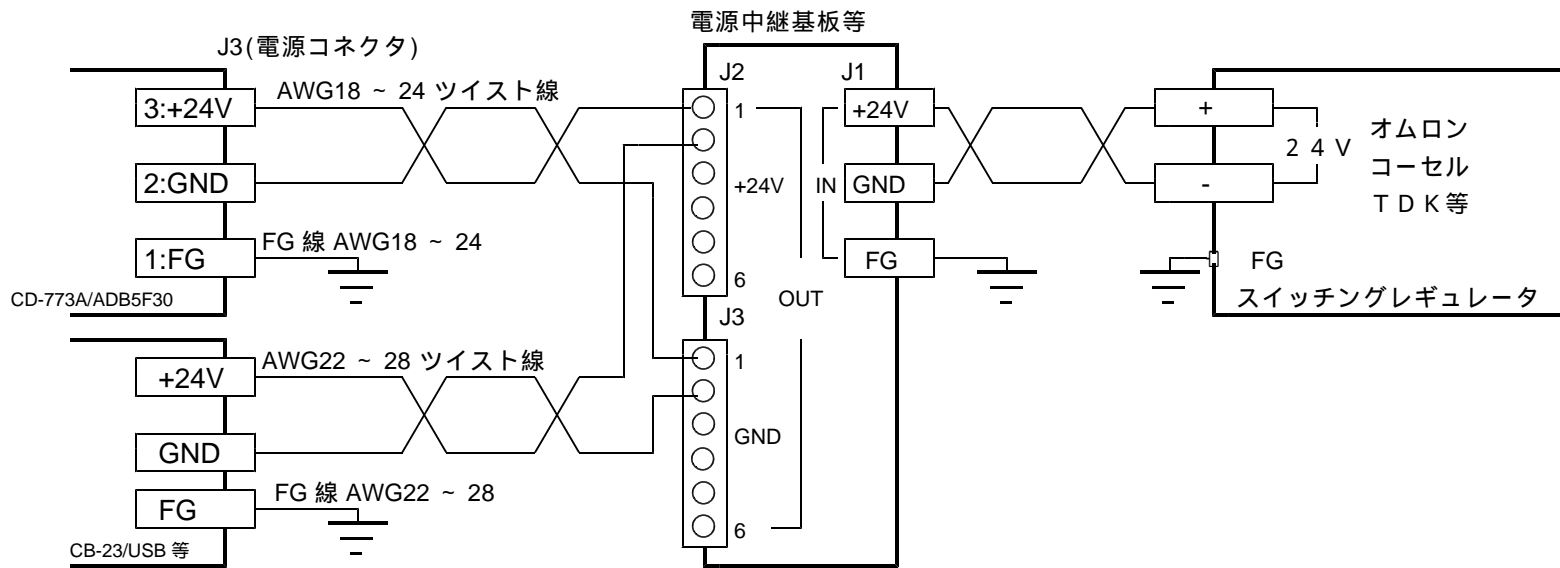 電源中継基板等
J3(電源コネクタ)
J2
J1
3:+24V
AWG18 ~ 24 ツイスト線
1
+24V
+
オムロン
2 4 V
コーセル
2:GND
+24V
IN
GND
-
ＴＤＫ等
1:FG
FG 線 AWG18 ~ 24
FG
FG
6
OUT
CD-773A/ADB5F30
スイッチングレギュレータ
J3
+24V
AWG22 ~ 28 ツイスト線
1
GND
GND
FG
FG 線 AWG22 ~ 28
6
CB-23/USB 等